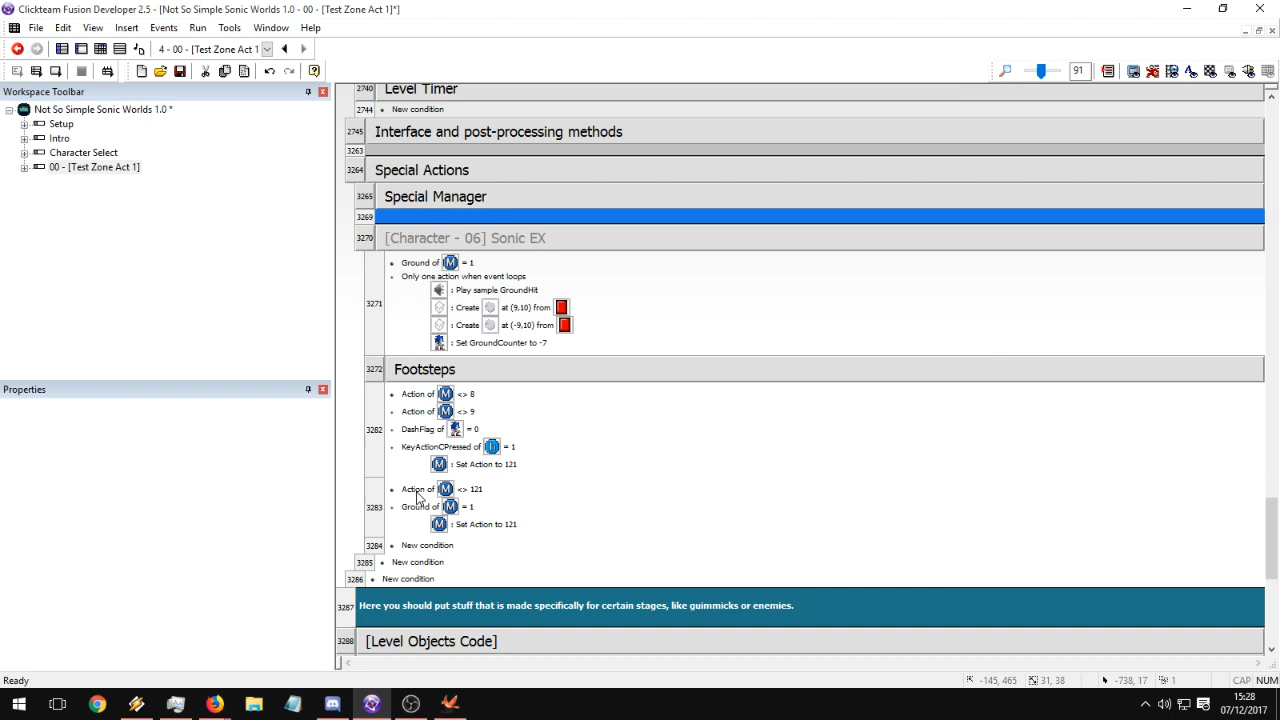 Clickteam Fusion Developer 2.5 - [Not So Simple Sonic Worlds 1.0 - 00 - [Test Zone Act 1]*]
File Edit View Insert Events Run Tools Window Help
4 - 00 - [Test Zone Act 1
91
Workspace Toolbar
Not So Simple Sonic Worlds 1.0 *
Setup
Intro
Character Select
00 - [Test Zone Act 1]
Properties
2740 Level Timer
2744 New condition
2745 Interface and post-processing methods
3263
3264 Special Actions
3265 Special Manager
3269
3270 [Character - 06] Sonic EX
Ground of M = 1
Only one action when event loops
3271
: Play sample GroundHit
: Create at (9,10) from
: Create at (-9,10) from
: Set GroundCounter to -7
3272 Footsteps
Action of M <> 8
Action of M <> 9
3282 DashFlag of = 0
KeyActionCPressed of = 1
M : Set Action to 121
Action of M <> 121
3283 Ground of M = 1
M : Set Action to 121
3284 New condition
3285 New condition
3286 New condition
3287 Here you should put stuff that is made specifically for certain stages, like guimmicks or enemies.
3288 [Level Objects Code]
Ready
-145, 465 31, 38 -738, 17 1 CAP NUM
15:28
07/12/2017